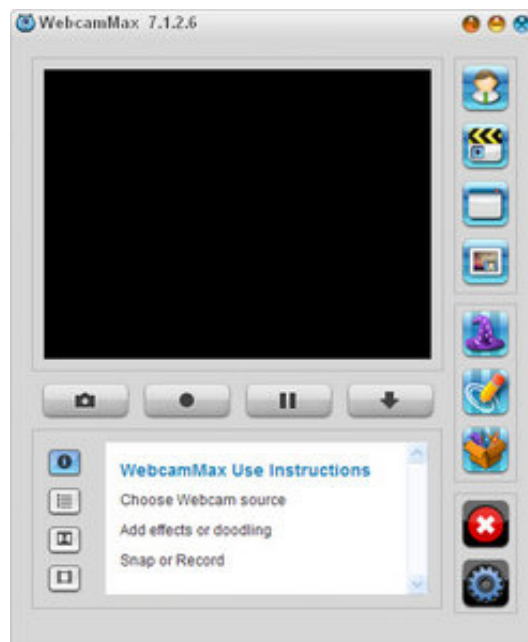 WebcamMax 7.1.2.6
WebcamMax Use Instructions
Choose Webcam source
Add effects or doodling
Snap or Record